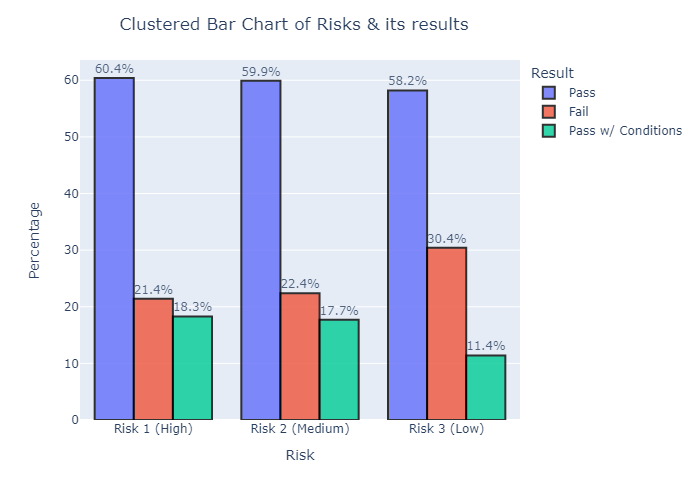 Clustered Bar Chart of Risks & its results
Result
Pass
Fail
Pass w/ Conditions
Percentage
60
50
40
30
20
10
0
60.4%
21.4%
18.3%
59.9%
22.4%
17.7%
58.2%
30.4%
11.4%
Risk 1 (High)
Risk 2 (Medium)
Risk 3 (Low)
Risk